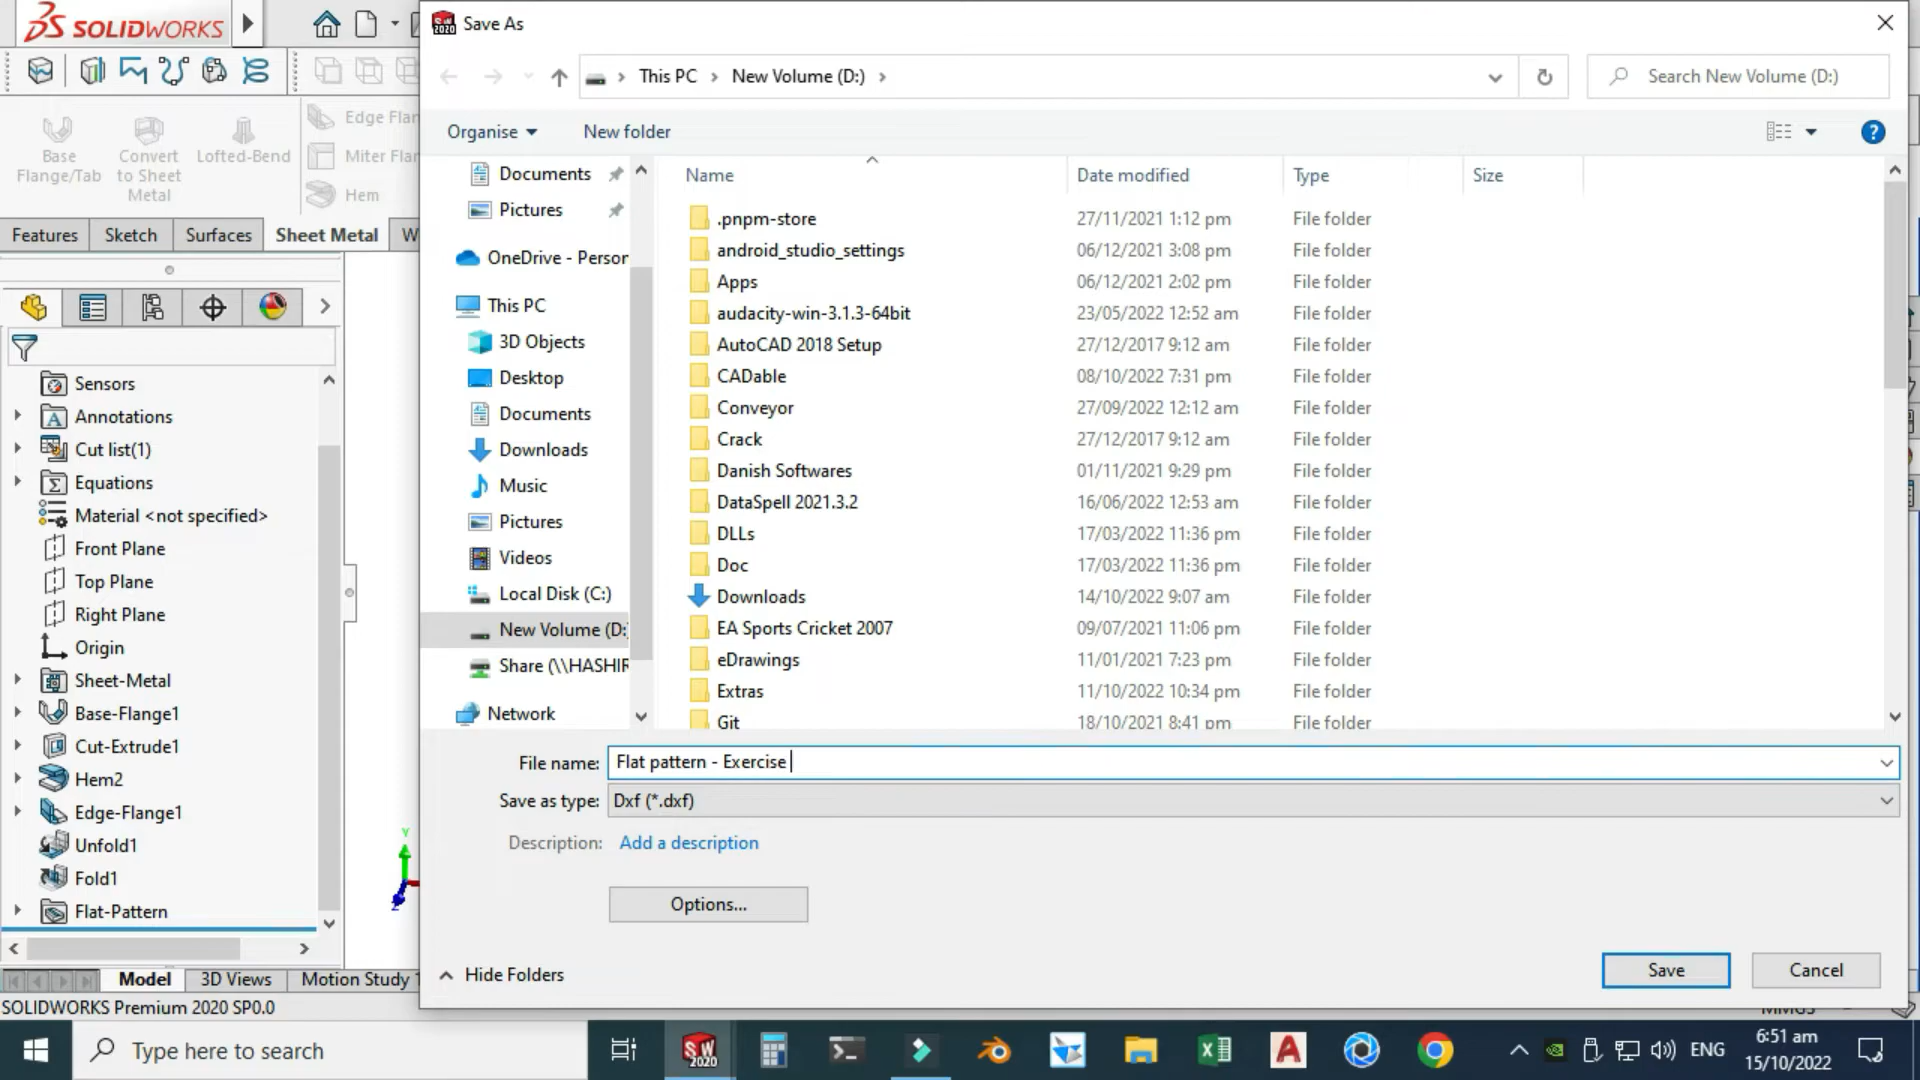 SOLIDWORKS
Base Flange/Tab
Convert to Sheet Metal
Lofted-Bend
Edge Flan
Miter Flan
Hem
Features
Sketch
Surfaces
Sheet Metal
W
Sensors
Annotations
Cut list(1)
Equations
Material <not specified>
Front Plane
Top Plane
Right Plane
Origin
Sheet-Metal
Base-Flange1
Cut-Extrude1
Hem2
Edge-Flange1
Unfold1
Fold1
Flat-Pattern
Model
3D Views
Motion Study 1
SOLIDWORKS Premium 2020 SP0.0
Save As
This PC > New Volume (D:) >
Search New Volume (D:)
Organise
New folder
Documents
Pictures
OneDrive - Person
This PC
3D Objects
Desktop
Documents
Downloads
Music
Pictures
Videos
Local Disk (C:)
New Volume (D:
Share (\\HASHIR
Network
Name Date modified Type Size
.pnpm-store 27/11/2021 1:12 pm File folder
android_studio_settings 06/12/2021 3:08 pm File folder
Apps 06/12/2021 2:02 pm File folder
audacity-win-3.1.3-64bit 23/05/2022 12:52 am File folder
AutoCAD 2018 Setup 27/12/2017 9:12 am File folder
CADable 08/10/2022 7:31 pm File folder
Conveyor 27/09/2022 12:12 am File folder
Crack 27/12/2017 9:12 am File folder
Danish Softwares 01/11/2021 9:29 pm File folder
DataSpell 2021.3.2 16/06/2022 12:53 am File folder
DLLs 17/03/2022 11:36 pm File folder
Doc 17/03/2022 11:36 pm File folder
Downloads 14/10/2022 9:07 am File folder
EA Sports Cricket 2007 09/07/2021 11:06 pm File folder
eDrawings 11/01/2021 7:23 pm File folder
Extras 11/10/2022 10:34 pm File folder
Git 18/10/2021 8:41 pm File folder
File name: Flat pattern - Exercise
Save as type: Dxf (*.dxf)
Description: Add a description
Options...
Hide Folders
Save
Cancel
MMGS
Type here to search
SW 2020
ENG
6:51 am
15/10/2022